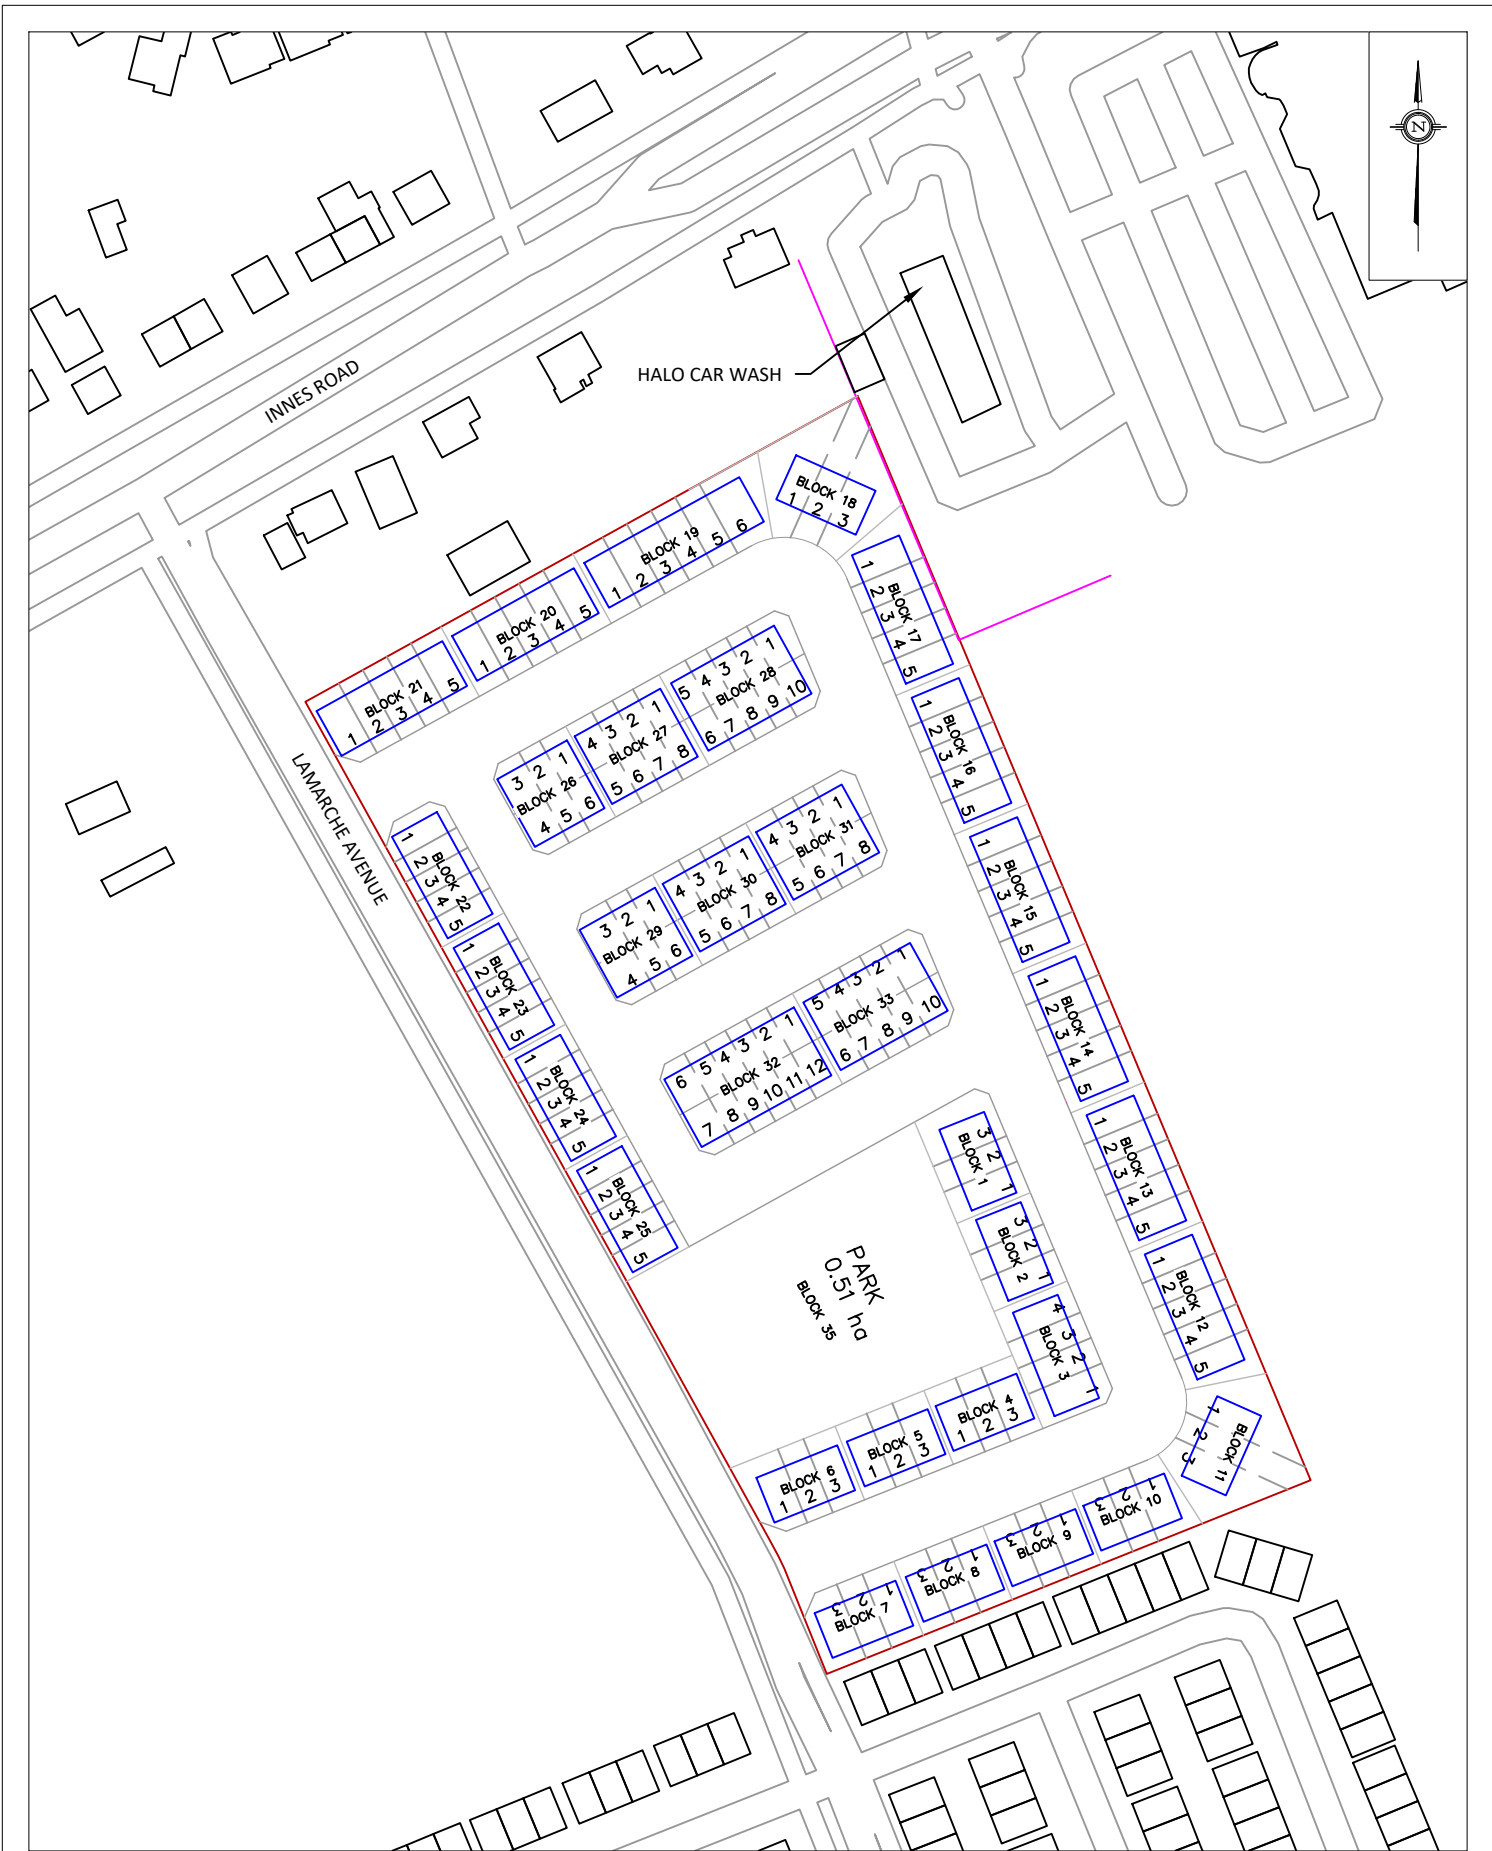 N
INNES ROAD
HALO CAR WASH
BLOCK 18
1 2 3
BLOCK 19
1 2 3 4 5 6
BLOCK 20
1 2 3 4 5
BLOCK 21
1 2 3 4 5
BLOCK 17
1 2 3 4 5
5 4 3 2 1
BLOCK 28
6 7 8 9 10
4 3 2 1
BLOCK 27
5 6 7 8
3 2 1
BLOCK 26
4 5 6
BLOCK 16
1 2 3 4 5
LAMARCHE AVENUE
BLOCK 22
1 2 3 4 5
4 3 2 1
BLOCK 31
5 6 7 8
4 3 2 1
BLOCK 30
5 6 7 8
3 2 1
BLOCK 29
4 5 6
BLOCK 15
1 2 3 4 5
BLOCK 23
1 2 3 4 5
5 4 3 2 1
BLOCK 33
6 7 8 9 10
6 5 4 3 2 1
BLOCK 32
7 8 9 10 11 12
BLOCK 14
1 2 3 4 5
BLOCK 24
1 2 3 4 5
3 2 1
BLOCK 1
BLOCK 13
1 2 3 4 5
BLOCK 25
1 2 3 4 5
3 2 1
BLOCK 2
PARK
0.51 ha
BLOCK 35
BLOCK 12
1 2 3 4 5
4 3 2 1
BLOCK 3
BLOCK 4
1 2 3
BLOCK 5
1 2 3
BLOCK 6
1 2 3
1 2 3
BLOCK 11
3 2 1
BLOCK 10
3 2 1
BLOCK 9
3 2 1
BLOCK 8
3 2 1
BLOCK 7